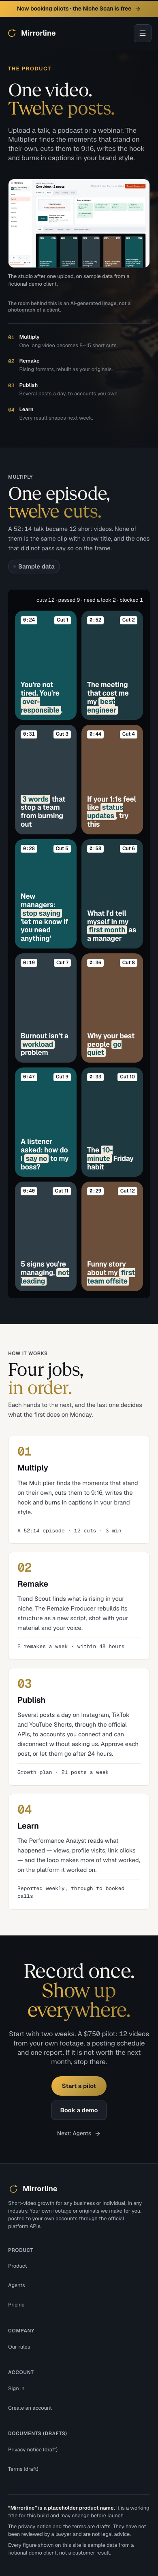 Now booking pilots · the Niche Scan is free →
Mirrorline
THE PRODUCT
One video.
Twelve posts.
Upload a talk, a podcast or a webinar. The
Multiplier finds the moments that stand
on their own, cuts them to 9:16, writes the
hook and burns in captions in your style.
The studio after one upload, on sample data from a
fictional demo client.
The room behind this is an AI-generated image, not a
photograph of a client.
01 Multiply
One long video becomes 8–15 short cuts.
02 Remake
Rising formats, rebuilt as your originals.
03 Publish
Several posts a day, to accounts you own.
04 Learn
Every result shapes next week.
MULTIPLY
One episode,
twelve cuts.
A 52:14 talk became 12 short videos. None of
them is the same clip with a new title, and the ones
that did not pass say so on the frame.
Sample data
cuts 12 · passed 9 · need a look 2 · blocked 1
0:24 Cut 1
You're not
tired. You're
over-
responsible.
0:52 Cut 2
The meeting
that cost me
my best
engineer
0:31 Cut 3
3 words that
stop a team
from burning
out
0:44 Cut 4
If your 1:1s feel
like status
updates, try
this
0:28 Cut 5
New
managers:
stop saying
'let me know if
you need
anything'
0:58 Cut 6
What I'd tell
myself in my
first month as
a manager
0:19 Cut 7
Burnout isn't a
workload
problem
0:36 Cut 8
Why your best
people go
quiet
0:47 Cut 9
A listener
asked: how do
I say no to my
boss?
0:33 Cut 10
The 10-
minute Friday
habit
0:40 Cut 11
5 signs you're
managing, not
leading
0:29 Cut 12
Funny story
about my first
team offsite
HOW IT WORKS
Four jobs,
in order.
Each hands to the next, and the last one decides
what the first does on Monday.
01
Multiply
The Multiplier finds the moments that stand
on their own, cuts them to 9:16, writes the
hook and burns in captions in your brand
style.
A 52:14 episode · 12 cuts · 3 min
02
Remake
Trend Scout finds what is rising in your
niche. The Remake Producer rebuilds its
structure as a new script, shot with your
material and your voice.
2 remakes a week · within 48 hours
03
Publish
Several posts a day on Instagram, TikTok
and YouTube Shorts, through the official
APIs, to accounts you connect and can
disconnect without asking us. Approve each
post, or let them go after 24 hours.
Growth plan · 21 posts a week
04
Learn
The Performance Analyst reads what
happened — views, profile visits, link clicks
— and the loop makes more of what worked,
on the platform it worked on.
Reported weekly, through to booked
calls
Record once.
Show up
everywhere.
Start with two weeks. A $750 pilot: 12 videos
from your own footage, a posting schedule
and one report. If it is not worth the next
month, stop there.
Start a pilot
Book a demo
Next: Agents →
Mirrorline
Short-video growth for any business or individual, in any
industry. Your own footage or originals we make for you,
posted to your own accounts through the official
platform APIs.
PRODUCT
Product
Agents
Pricing
COMPANY
Our rules
ACCOUNT
Sign in
Create an account
DOCUMENTS (DRAFTS)
Privacy notice (draft)
Terms (draft)
"Mirrorline" is a placeholder product name. It is a working
title for this build and may change before launch.
The privacy notice and the terms are drafts. They have not
been reviewed by a lawyer and are not legal advice.
Every figure shown on this site is sample data from a
fictional demo client, not a customer result.